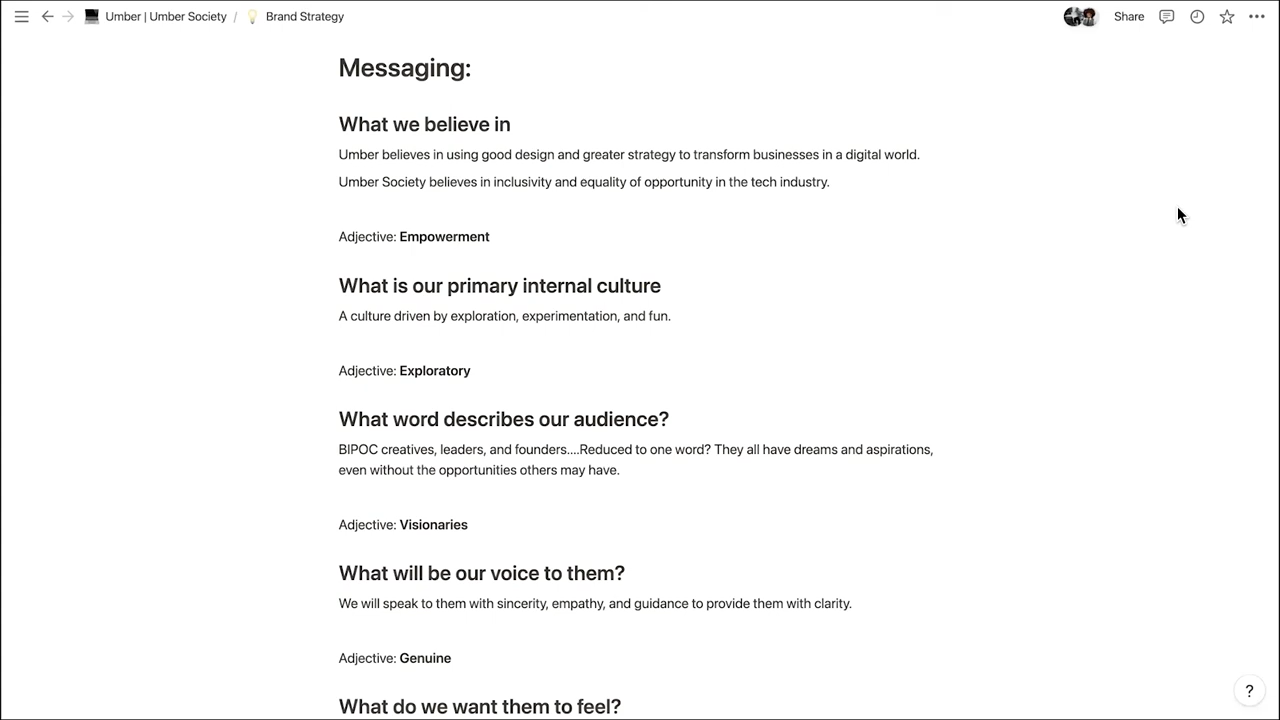 Umber | Umber Society / Brand Strategy Share
Messaging:
What we believe in
Umber believes in using good design and greater strategy to transform businesses in a digital world.
Umber Society believes in inclusivity and equality of opportunity in the tech industry.
Adjective: Empowerment
What is our primary internal culture
A culture driven by exploration, experimentation, and fun.
Adjective: Exploratory
What word describes our audience?
BIPOC creatives, leaders, and founders....Reduced to one word? They all have dreams and aspirations,
even without the opportunities others may have.
Adjective: Visionaries
What will be our voice to them?
We will speak to them with sincerity, empathy, and guidance to provide them with clarity.
Adjective: Genuine
?
What do we want them to feel?